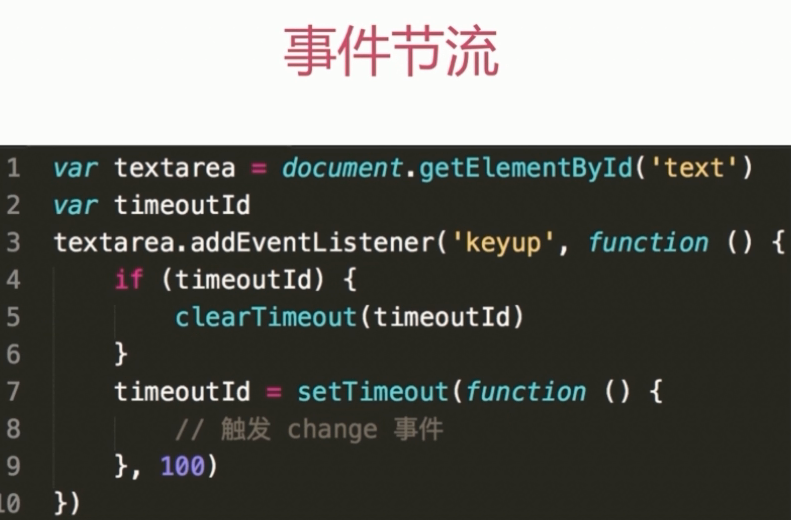 事件节流
1 var textarea = document.getElementById('text')
2 var timeoutId
3 textarea.addEventListener('keyup', function () {
4     if (timeoutId) {
5         clearTimeout(timeoutId)
6     }
7     timeoutId = setTimeout(function () {
8         // 触发 change 事件
9     }, 100)
10 })